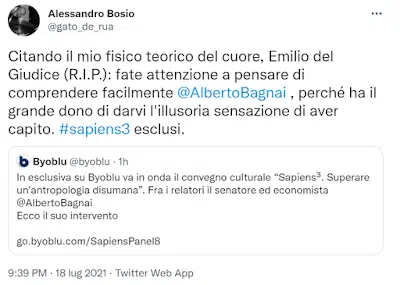 Alessandro Bosio
@gato_de_rua
Citando il mio fisico teorico del cuore, Emilio del
Giudice (R.I.P.): fate attenzione a pensare di
comprendere facilmente @AlbertoBagnai , perché ha il
grande dono di darvi l'illusoria sensazione di aver
capito. #sapiens3 esclusi.
Byoblu @byoblu · 1h
In esclusiva su Byoblu va in onda il convegno culturale “Sapiens³. Superare
un'antropologia disumana”. Fra i relatori il senatore ed economista
@AlbertoBagnai
Ecco il suo intervento
go.byoblu.com/SapiensPanel8
9:39 PM · 18 lug 2021 · Twitter Web App